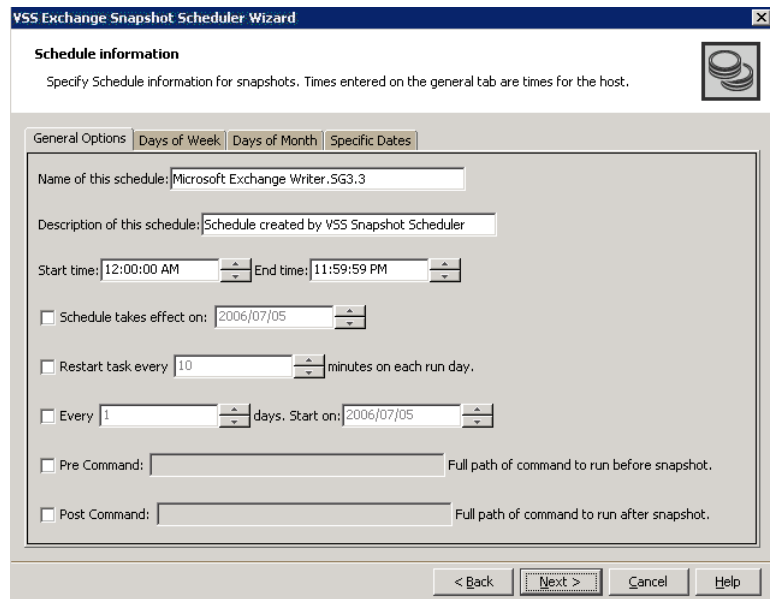 VSS Exchange Snapshot Scheduler Wizard
Schedule information
Specify Schedule information for snapshots. Times entered on the general tab are times for the host.
General Options Days of Week Days of Month Specific Dates
Name of this schedule: Microsoft Exchange Writer.SG3.3
Description of this schedule: Schedule created by VSS Snapshot Scheduler
Start time: 12:00:00 AM End time: 11:59:59 PM
Schedule takes effect on: 2006/07/05
Restart task every 10 minutes on each run day.
Every 1 days. Start on: 2006/07/05
Pre Command: Full path of command to run before snapshot.
Post Command: Full path of command to run after snapshot.
< Back Next > Cancel Help